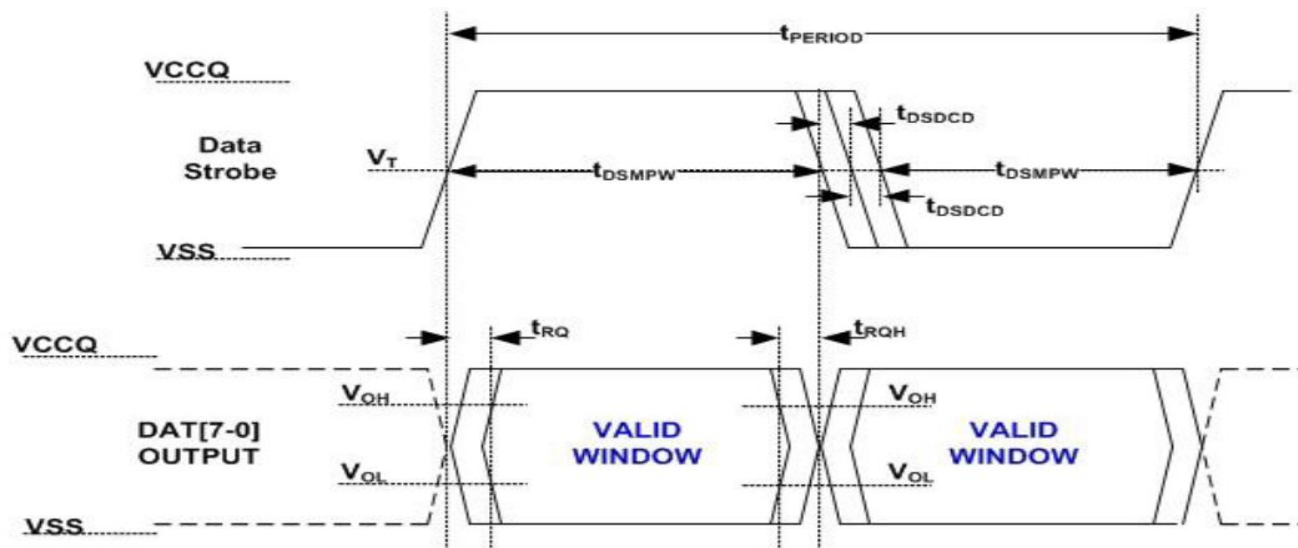 tPERIOD
VCCQ
tDSDCD
Data
Strobe
VT
tDSMPW
tDSMPW
tDSDCD
VSS
tRQ
tRQH
VCCQ
VOH
VOH
DAT[7-0]
OUTPUT
VALID
WINDOW
VALID
WINDOW
VOL
VOL
VSS